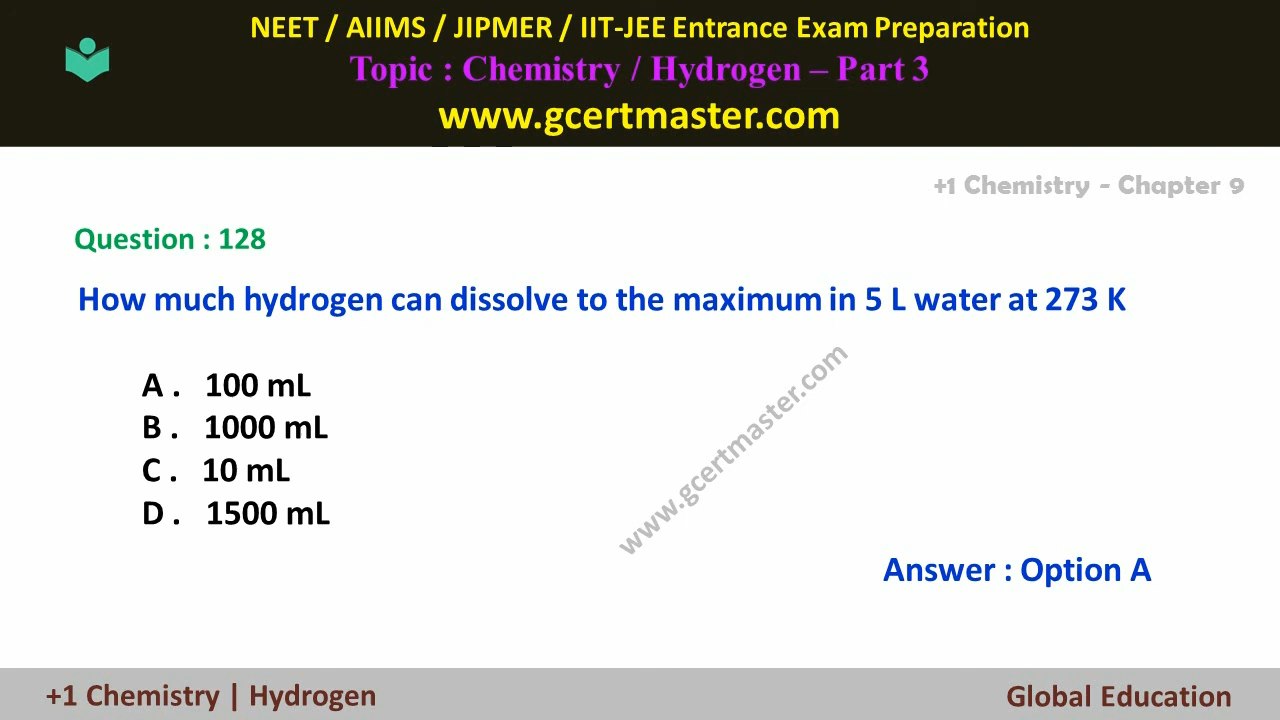 NEET / AIIMS / JIPMER / IIT-JEE Entrance Exam Preparation
Topic : Chemistry / Hydrogen – Part 3
www.gcertmaster.com
+1 Chemistry - Chapter 9
Question : 128
How much hydrogen can dissolve to the maximum in 5 L water at 273 K
A . 100 mL
B . 1000 mL
C . 10 mL
D . 1500 mL
www.gcertmaster.com
Answer : Option A
+1 Chemistry | Hydrogen
Global Education